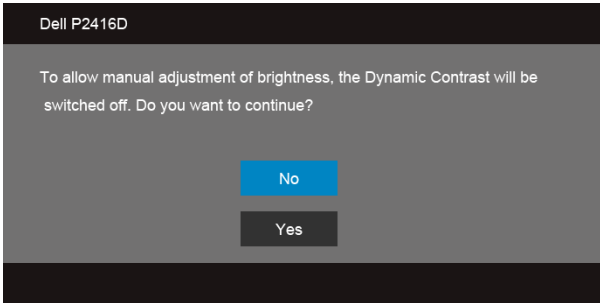 Dell P2416D
To allow manual adjustment of brightness, the Dynamic Contrast will be
switched off. Do you want to continue?
No
Yes